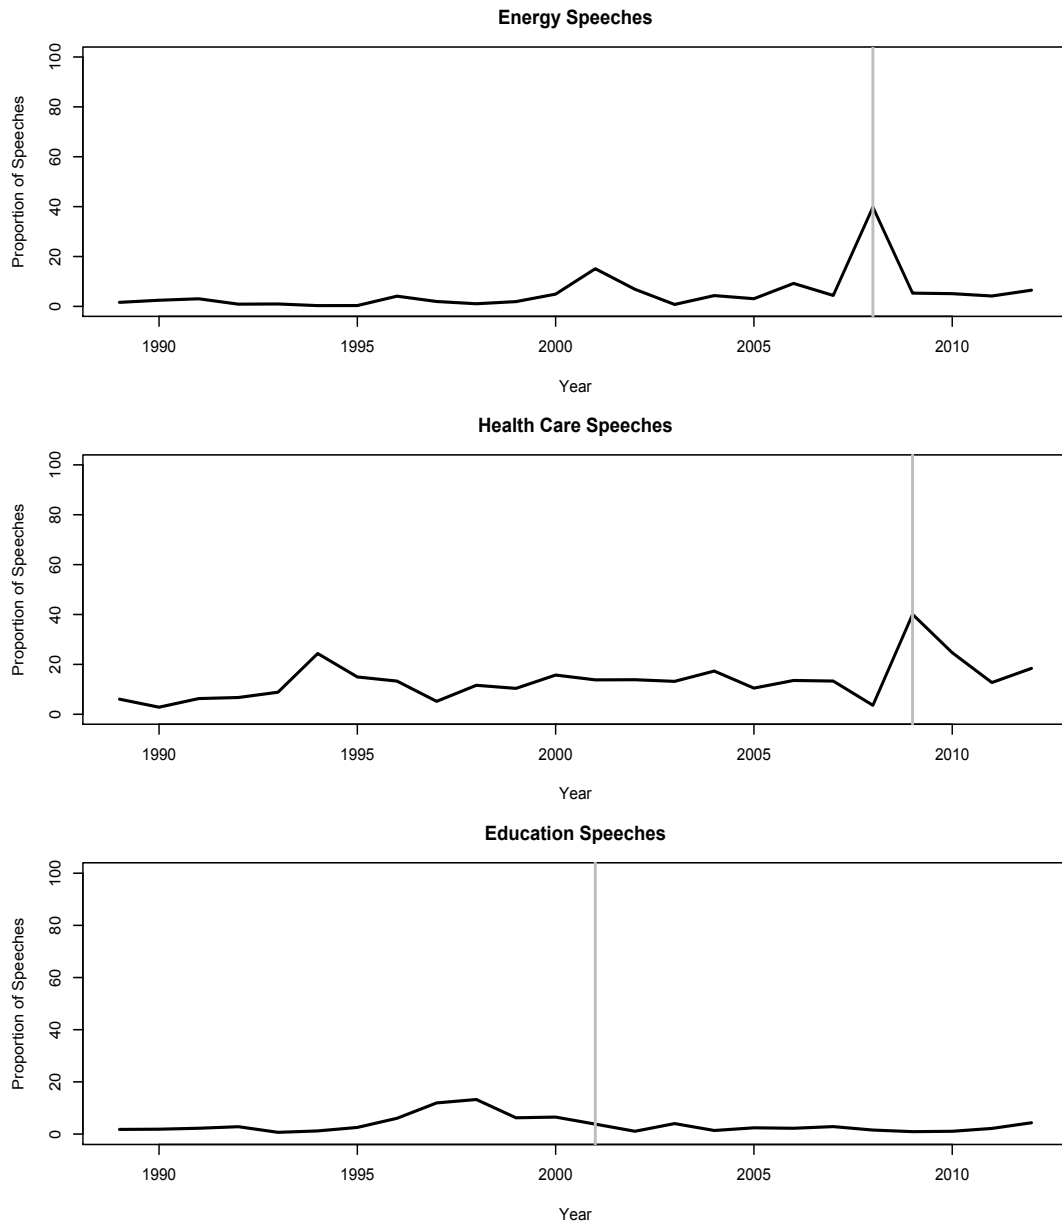 Energy Speeches
Proportion of Speeches
100
80
60
40
20
0
1990 1995 2000 2005 2010
Year
Health Care Speeches
Proportion of Speeches
100
80
60
40
20
0
1990 1995 2000 2005 2010
Year
Education Speeches
Proportion of Speeches
100
80
60
40
20
0
1990 1995 2000 2005 2010
Year